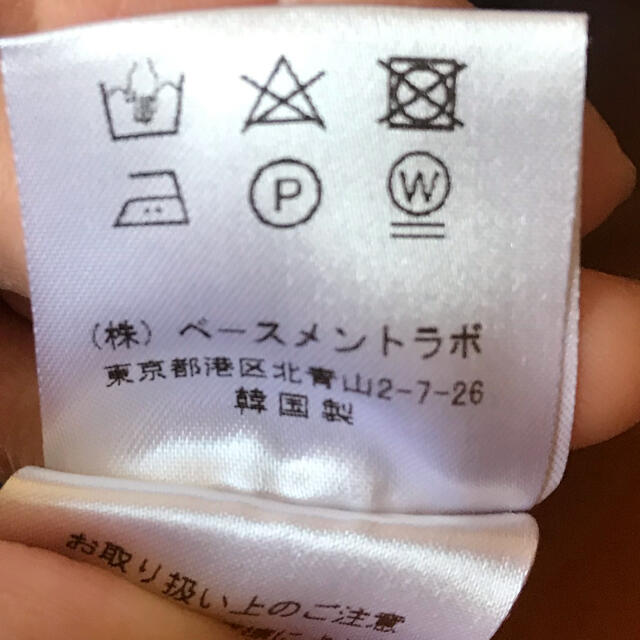 P W
(株) ベースメントラボ
東京都港区北青山2-7-26
韓国製
お取り扱い上のご注意